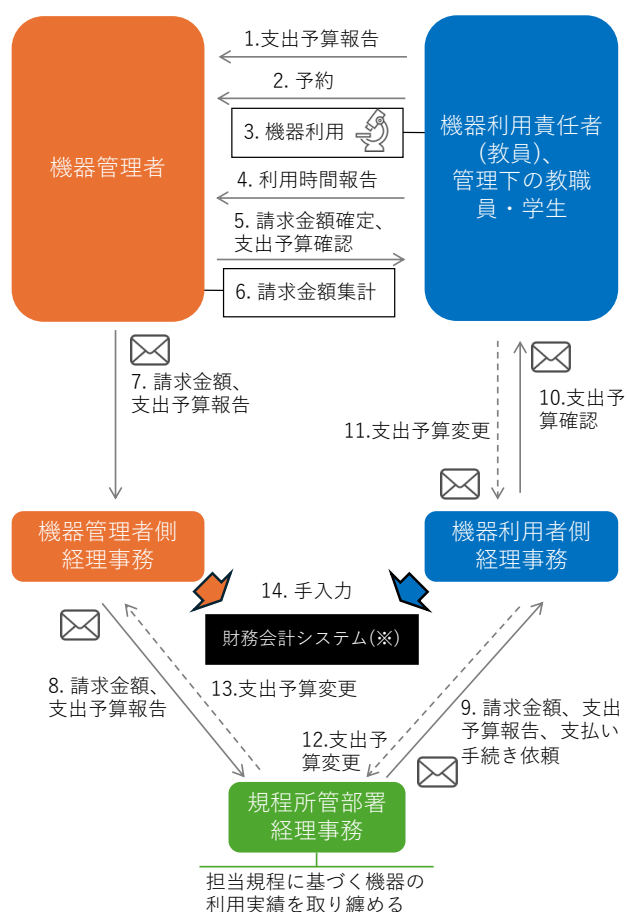 1.支出予算報告
2. 予約
3. 機器利用
機器管理者
機器利用責任者
(教員)、
管理下の教職
員・学生
4. 利用時間報告
5. 請求金額確定、
支出予算確認
6. 請求金額集計
7. 請求金額、
支出予算報告
10.支出予
算確認
11.支出予算変更
機器管理者側
経理事務
機器利用者側
経理事務
14. 手入力
財務会計システム(※)
8. 請求金額、
支出予算報告
13.支出予算変更
12.支出予
算変更
9. 請求金額、支出
予算報告、支払い
手続き依頼
規程所管部署
経理事務
担当規程に基づく機器の
利用実績を取り纏める